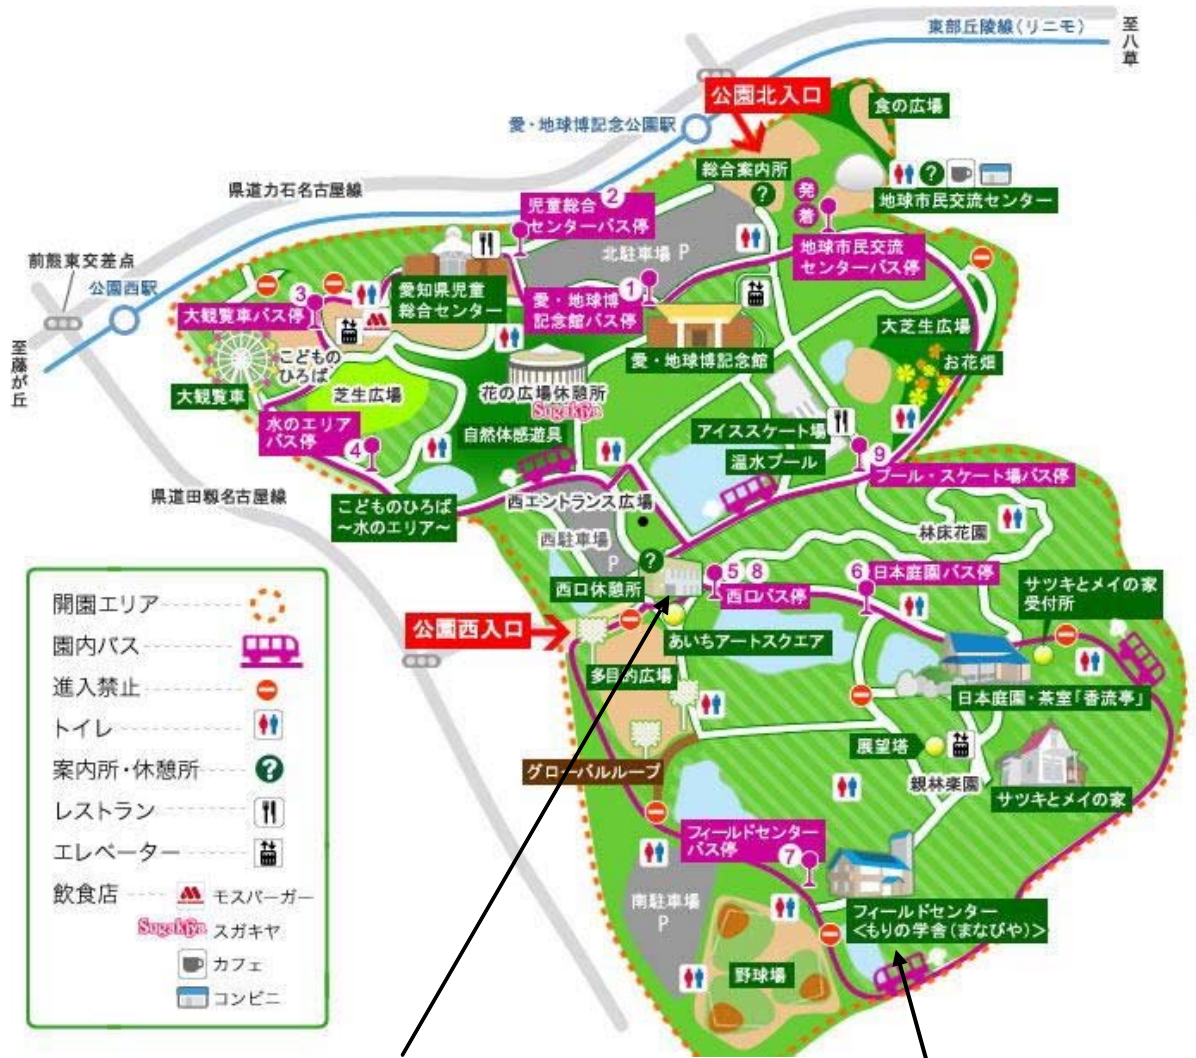 東部丘陵線(リニモ)
至八草
公園北入口
食の広場
愛・地球博記念公園駅
総合案内所
発着
地球市民交流センター
県道力石名古屋線
児童総合
センターバス停
2
北駐車場 P
地球市民交流
センターバス停
前熊東交差点
公園西駅
3
大観覧車バス停
愛知県児童
総合センター
1
愛・地球博
記念館バス停
大芝生広場
至藤が丘
こどもの
ひろば
愛・地球博記念館
お花畑
大観覧車
芝生広場
花の広場休憩所
Sugakiya
水のエリア
バス停
4
自然体感遊具
アイススケート場
温水プール
9
プール・スケート場バス停
県道田籾名古屋線
こどものひろば
~水のエリア~
西エントランス広場
林床花園
西駐車場
P
西口休憩所
5 8
西口バス停
6
日本庭園バス停
サツキとメイの家
受付所
公園西入口
あいちアートスクエア
多目的広場
日本庭園・茶室「香流亭」
展望塔
グローバルループ
親林楽園
サツキとメイの家
フィールドセンター
バス停
7
南駐車場
P
フィールドセンター
<もりの学舎(まなびや)>
野球場
開園エリア
園内バス
進入禁止
トイレ
案内所・休憩所
レストラン
エレベーター
飲食店
モスバーガー
Sugakiya スガキヤ
カフェ
コンビニ